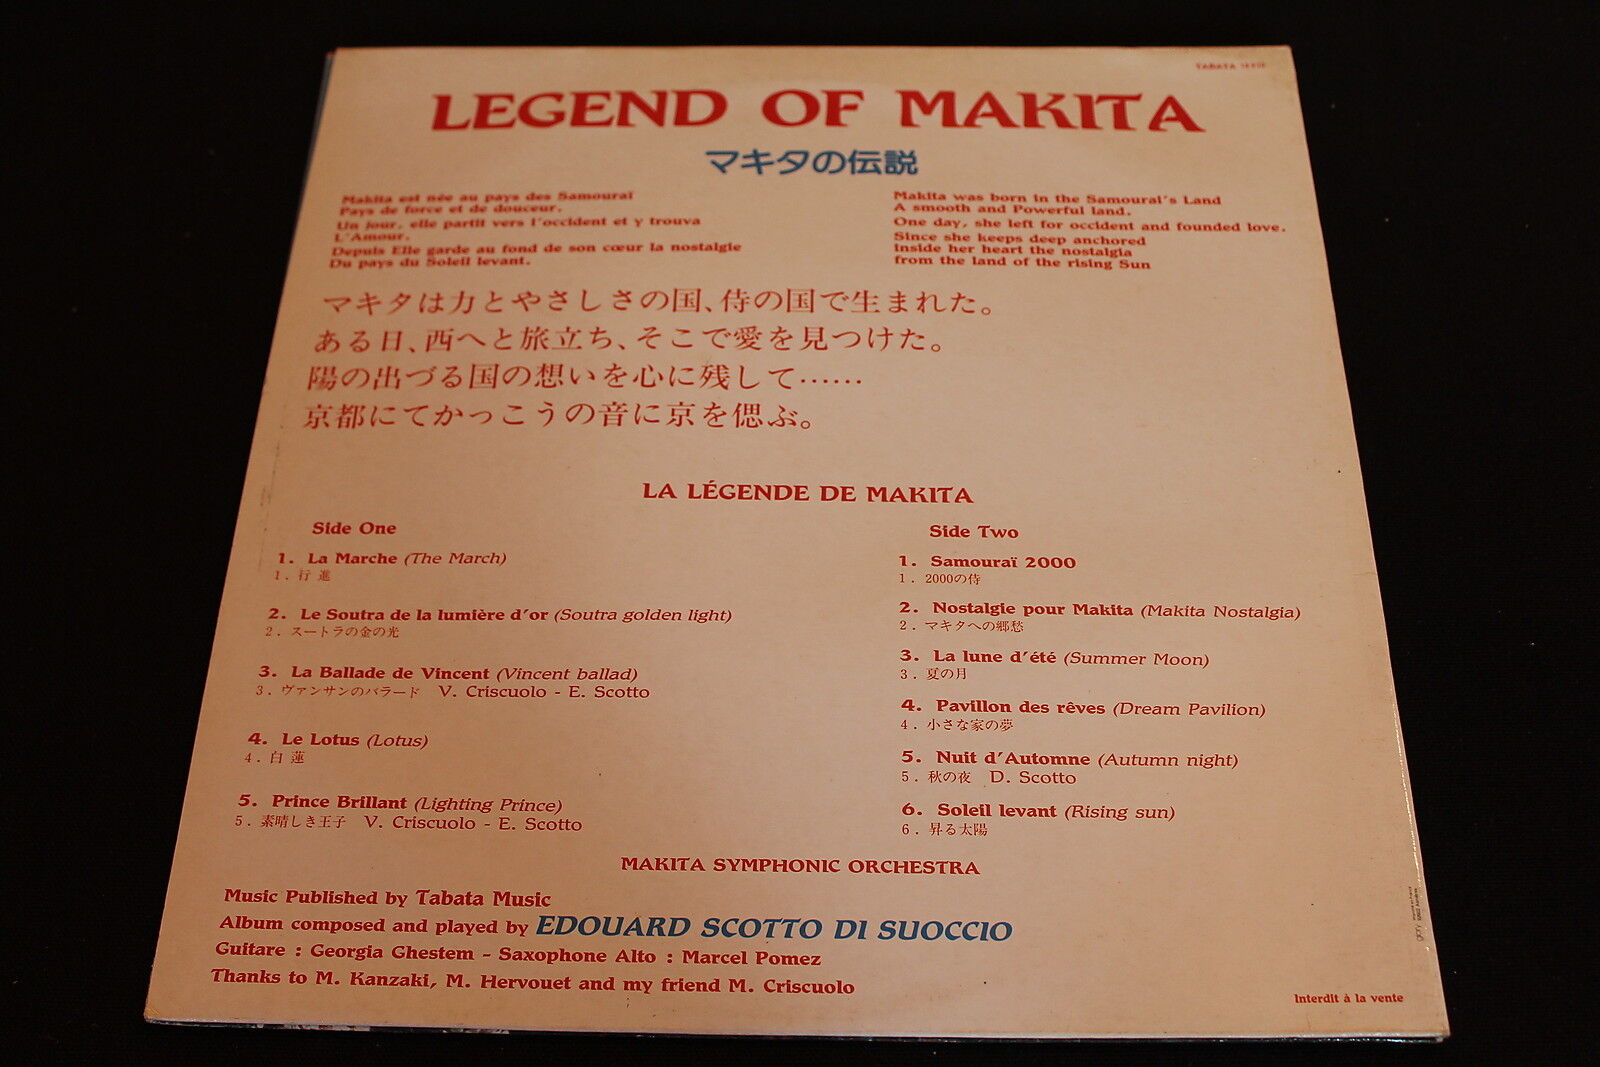 TABATA
LEGEND OF MAKITA
マキタの伝説
Makita est née au pays des Samouraï
Pays de force et de douceur.
Un jour, elle partit vers l'occident et y trouva
L'Amour.
Depuis Elle garde au fond de son cœur la nostalgie
Du pays du Soleil levant.
Makita was born in the Samouraï's Land
A smooth and Powerful land.
One day, she left for occident and founded love.
Since she keeps deep anchored
Inside her heart the nostalgia
from the land of the rising Sun
マキタは力とやさしさの国、侍の国で生まれた。
ある日、西へと旅立ち、そこで愛を見つけた。
陽の出づる国の想いを心に残して……
京都にてかっこうの音に京を偲ぶ。
LA LÉGENDE DE MAKITA
Side One
1. La Marche (The March)
1. 行 進
2. Le Soutra de la lumière d'or (Soutra golden light)
2. スートラの金の光
3. La Ballade de Vincent (Vincent ballad)
3. ヴァンサンのバラード V. Criscuolo - E. Scotto
4. Le Lotus (Lotus)
4. 白 蓮
5. Prince Brillant (Lighting Prince)
5. 素晴しき王子 V. Criscuolo - E. Scotto
Side Two
1. Samouraï 2000
1. 2000の侍
2. Nostalgie pour Makita (Makita Nostalgia)
2. マキタへの郷愁
3. La lune d'été (Summer Moon)
3. 夏の月
4. Pavillon des rêves (Dream Pavilion)
4. 小さな家の夢
5. Nuit d'Automne (Autumn night)
5. 秋の夜 D. Scotto
6. Soleil levant (Rising sun)
6. 昇る太陽
MAKITA SYMPHONIC ORCHESTRA
Music Published by Tabata Music
Album composed and played by EDOUARD SCOTTO DI SUOCCIO
Guitare : Georgia Ghestem - Saxophone Alto : Marcel Pomez
Thanks to M. Kanzaki, M. Hervouet and my friend M. Criscuolo
Interdit à la vente